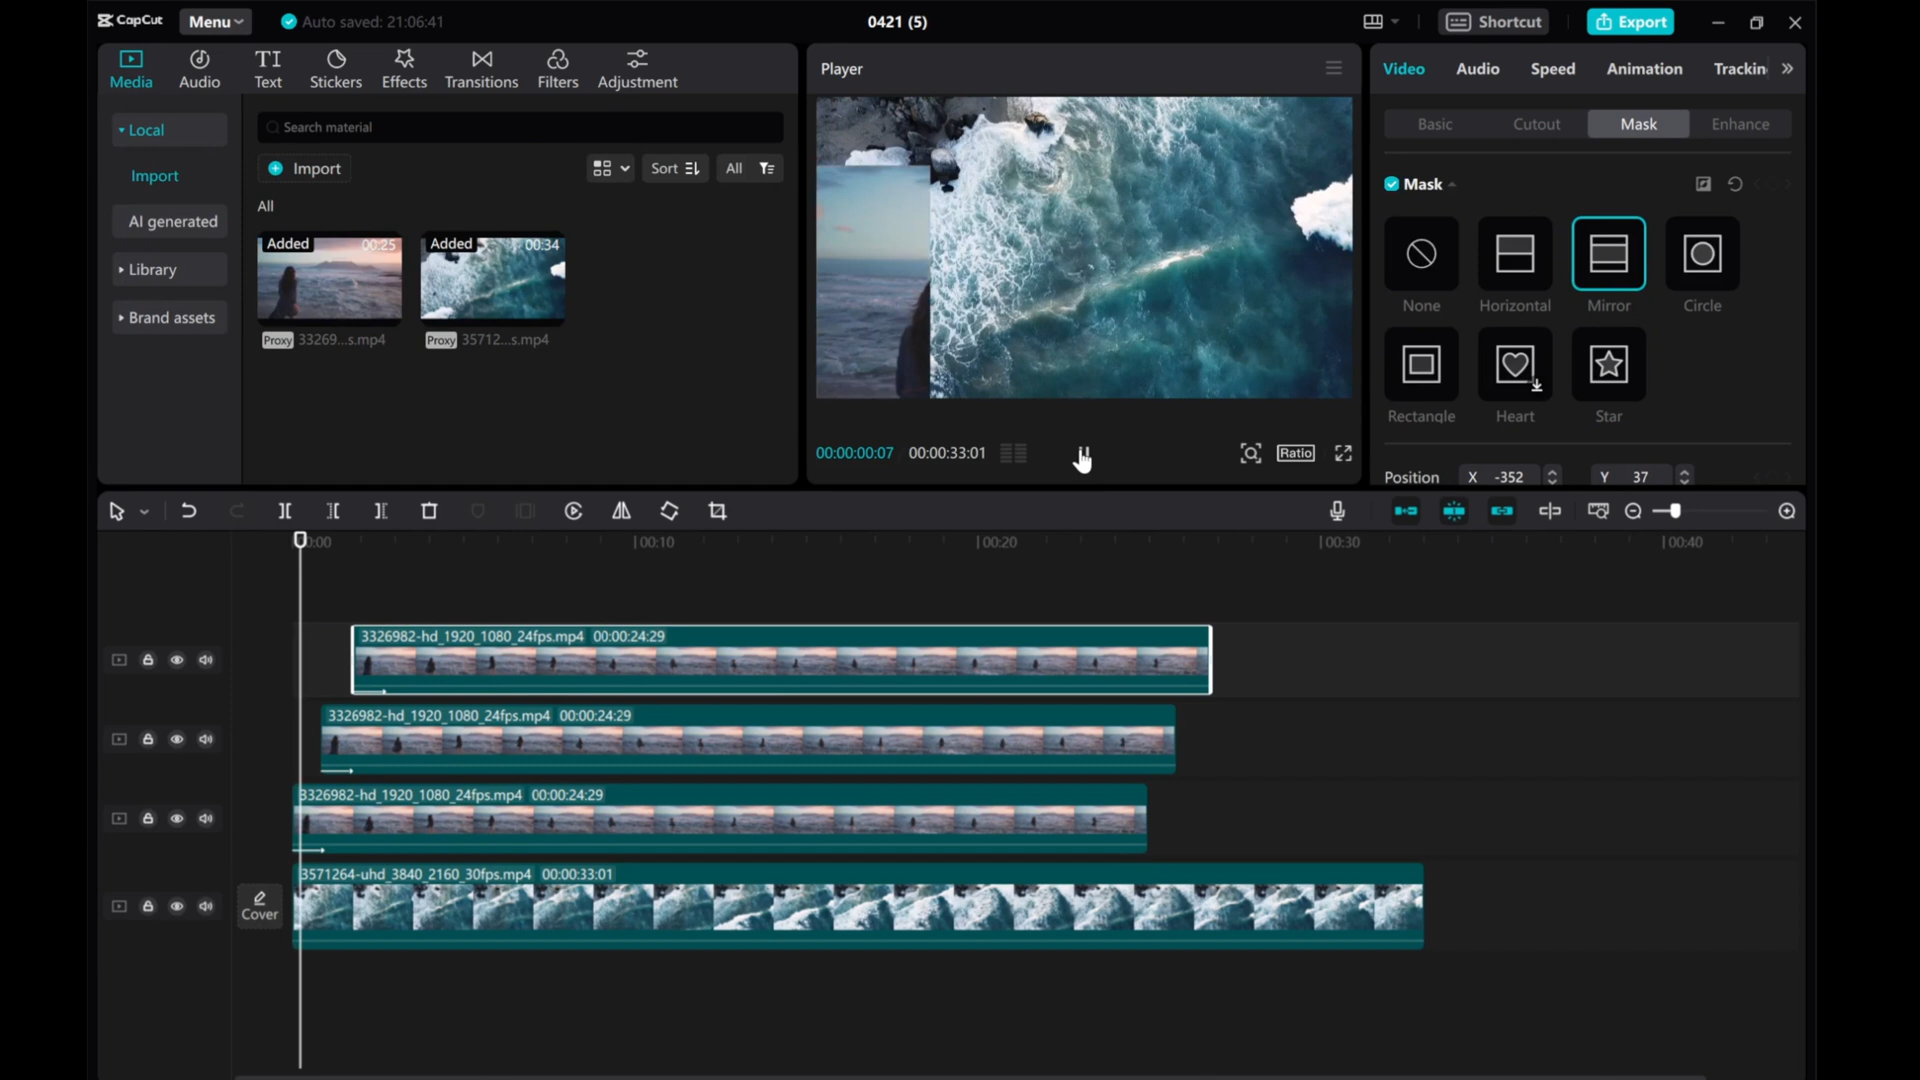 CapCut
Menu
Auto saved: 21:06:41
0421 (5)
Shortcut
Export
Media
Audio
Text
Stickers
Effects
Transitions
Filters
Adjustment
Local
Import
AI generated
Library
Brand assets
Search material
Import
Sort
All
All
Added
00:25
Added
00:34
Proxy
33269...s.mp4
Proxy
35712...s.mp4
Player
00:00:00:07
00:00:33:01
Ratio
Video
Audio
Speed
Animation
Trackin
Basic
Cutout
Mask
Enhance
Mask
None
Horizontal
Mirror
Circle
Rectangle
Heart
Star
Position
X -352
Y 37
00:10
00:20
00:30
00:40
3326982-hd_1920_1080_24fps.mp4 00:00:24:29
3326982-hd_1920_1080_24fps.mp4 00:00:24:29
3326982-hd_1920_1080_24fps.mp4 00:00:24:29
Cover
3571264-uhd_3840_2160_30fps.mp4 00:00:33:01